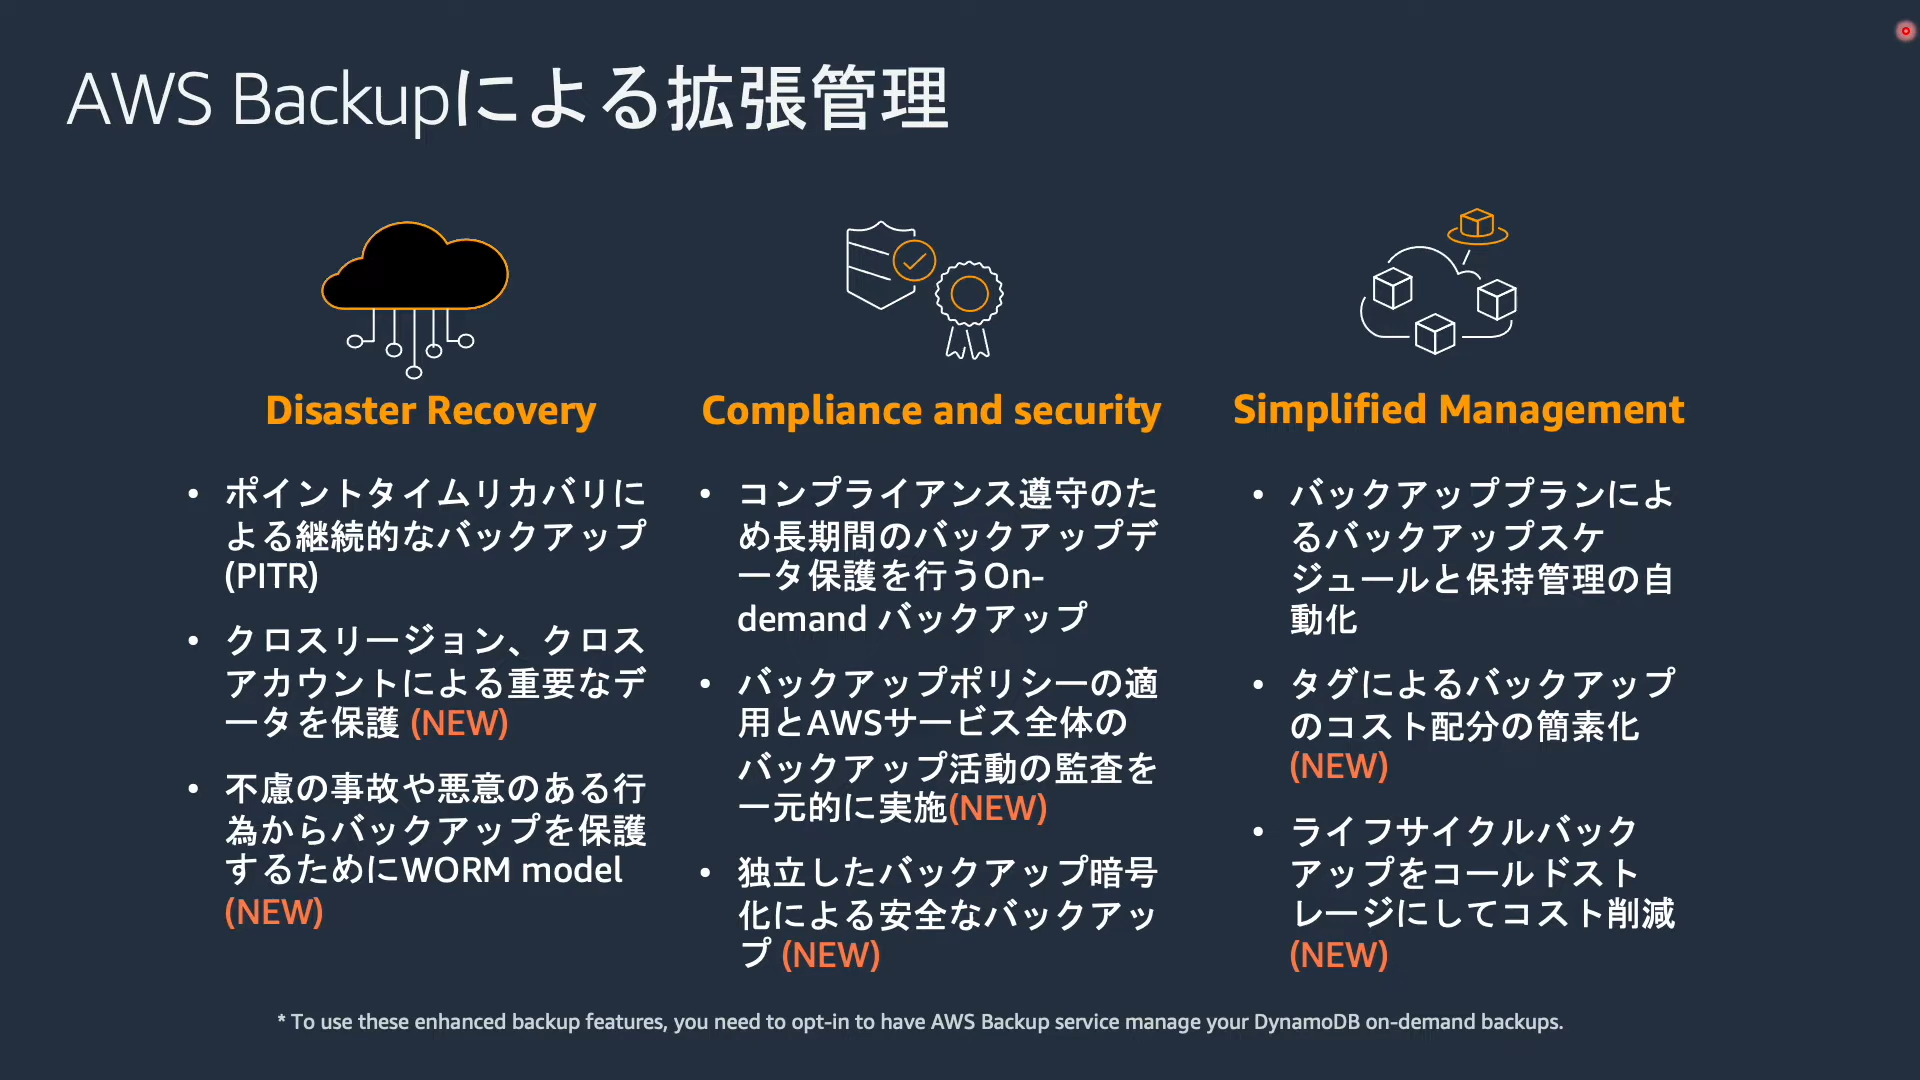 AWS Backupによる拡張管理
Disaster Recovery
• ポイントタイムリカバリに
よる継続的なバックアップ
(PITR)
• クロスリージョン、クロス
アカウントによる重要なデ
ータを保護 (NEW)
• 不慮の事故や悪意のある行
為からバックアップを保護
するためにWORM model
(NEW)
Compliance and security
• コンプライアンス遵守のた
め長期間のバックアップデ
ータ保護を行うOn-
demand バックアップ
• バックアップポリシーの適
用とAWSサービス全体の
バックアップ活動の監査を
一元的に実施(NEW)
• 独立したバックアップ暗号
化による安全なバックアッ
プ (NEW)
Simplified Management
• バックアッププランによ
るバックアップスケ
ジュールと保持管理の自
動化
• タグによるバックアップ
のコスト配分の簡素化
(NEW)
• ライフサイクルバック
アップをコールドスト
レージにしてコスト削減
(NEW)
* To use these enhanced backup features, you need to opt-in to have AWS Backup service manage your DynamoDB on-demand backups.